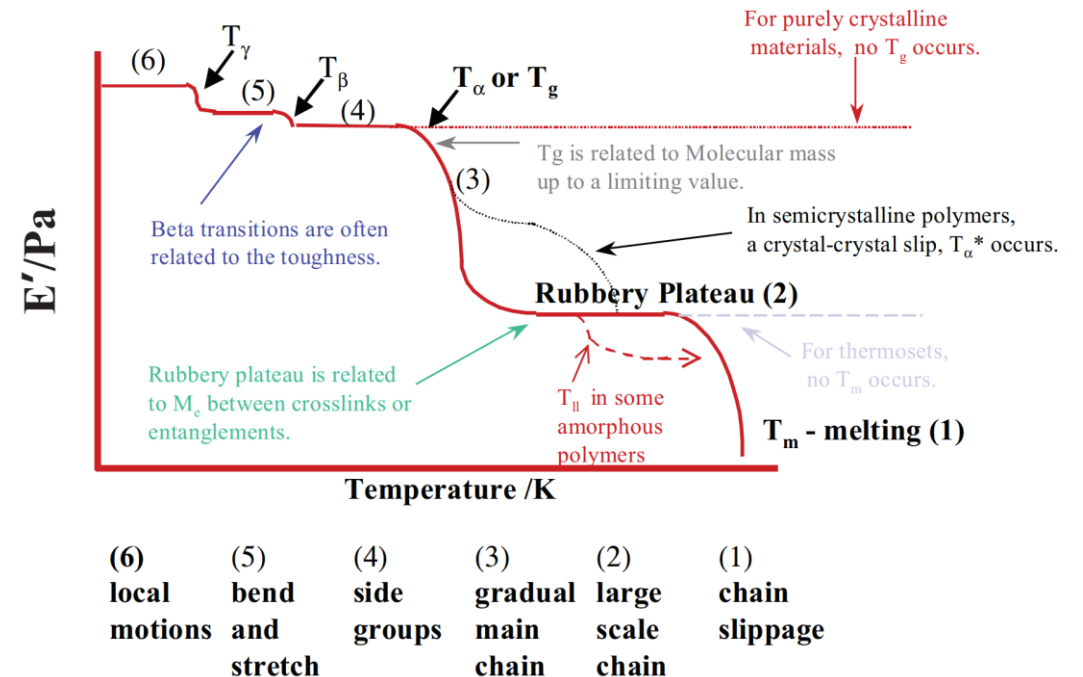 For purely crystalline
materials, no Tg occurs.
(6)
Tγ
(5)
Tβ
(4)
Tα or Tg
Tg is related to Molecular mass
up to a limiting value.
(3)
Beta transitions are often
related to the toughness.
In semicrystalline polymers,
a crystal-crystal slip, Tα* occurs.
E′/Pa
Rubbery Plateau (2)
For thermosets,
no Tm occurs.
Rubbery plateau is related
to Me between crosslinks or
entanglements.
Tll in some
amorphous
polymers
Tm - melting (1)
Temperature /K
(6) (5) (4) (3) (2) (1)
local bend side gradual large chain
motions and groups main scale slippage
stretch chain chain